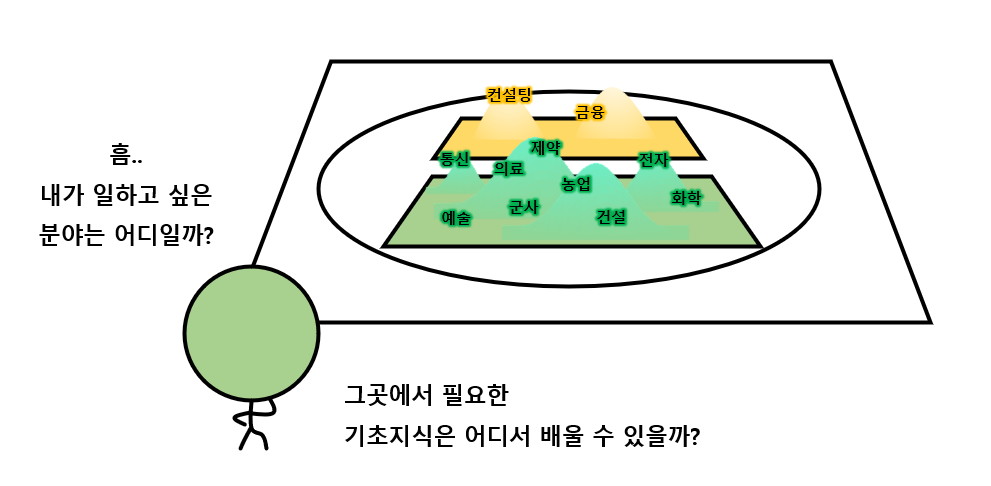 흠..
내가 일하고 싶은
분야는 어디일까?
컨설팅
금융
제약
통신
의료
전자
농업
화학
예술
군사
건설
그곳에서 필요한
기초지식은 어디서 배울 수 있을까?